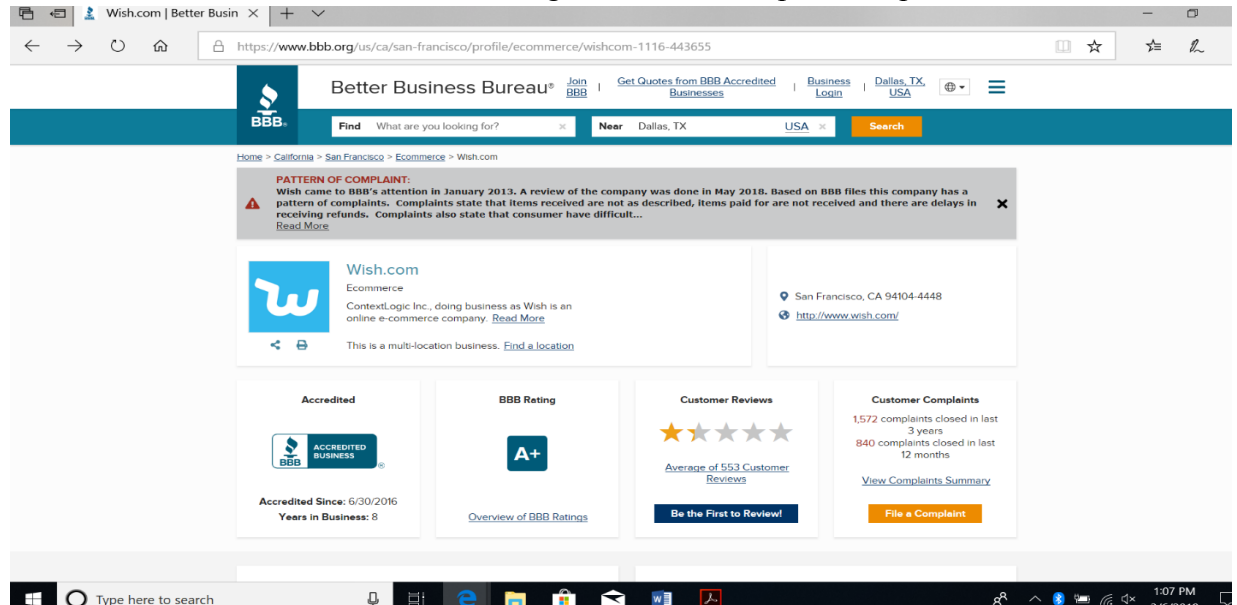 Wish.com | Better Busin
https://www.bbb.org/us/ca/san-francisco/profile/ecommerce/wishcom-1116-443655
BBB®
Better Business Bureau®
Join BBB
Get Quotes from BBB Accredited Businesses
Business Login
Dallas, TX, USA
Find What are you looking for? ×
Near Dallas, TX USA ×
Search
Home > California > San Francisco > Ecommerce > Wish.com
PATTERN OF COMPLAINT:
Wish came to BBB's attention in January 2013. A review of the company was done in May 2018. Based on BBB files this company has a
pattern of complaints. Complaints state that items received are not as described, items paid for are not received and there are delays in
receiving refunds. Complaints also state that consumer have difficult...
Read More
Wish.com
Ecommerce
ContextLogic Inc., doing business as Wish is an
online e-commerce company. Read More
This is a multi-location business. Find a location
San Francisco, CA 94104-4448
http://www.wish.com/
Accredited
BBB
ACCREDITED
BUSINESS
®
Accredited Since: 6/30/2016
Years in Business: 8
BBB Rating
A+
Overview of BBB Ratings
Customer Reviews
Average of 553 Customer
Reviews
Be the First to Review!
Customer Complaints
1,572 complaints closed in last
3 years
840 complaints closed in last
12 months
View Complaints Summary
File a Complaint
Type here to search
1:07 PM